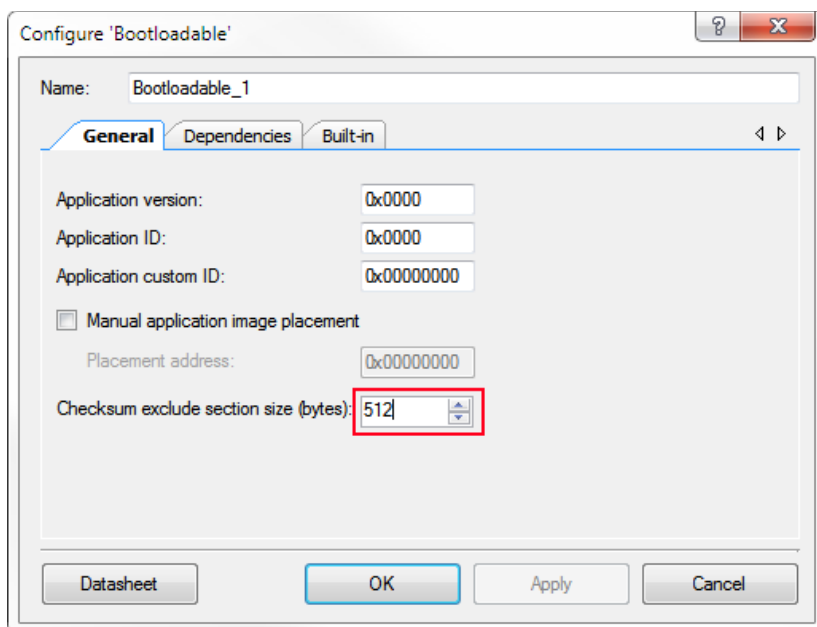 Configure 'Bootloadable'
Name: Bootloadable_1
General Dependencies Built-in
Application version: 0x0000
Application ID: 0x0000
Application custom ID: 0x00000000
Manual application image placement
Placement address: 0x00000000
Checksum exclude section size (bytes): 512
Datasheet OK Apply Cancel